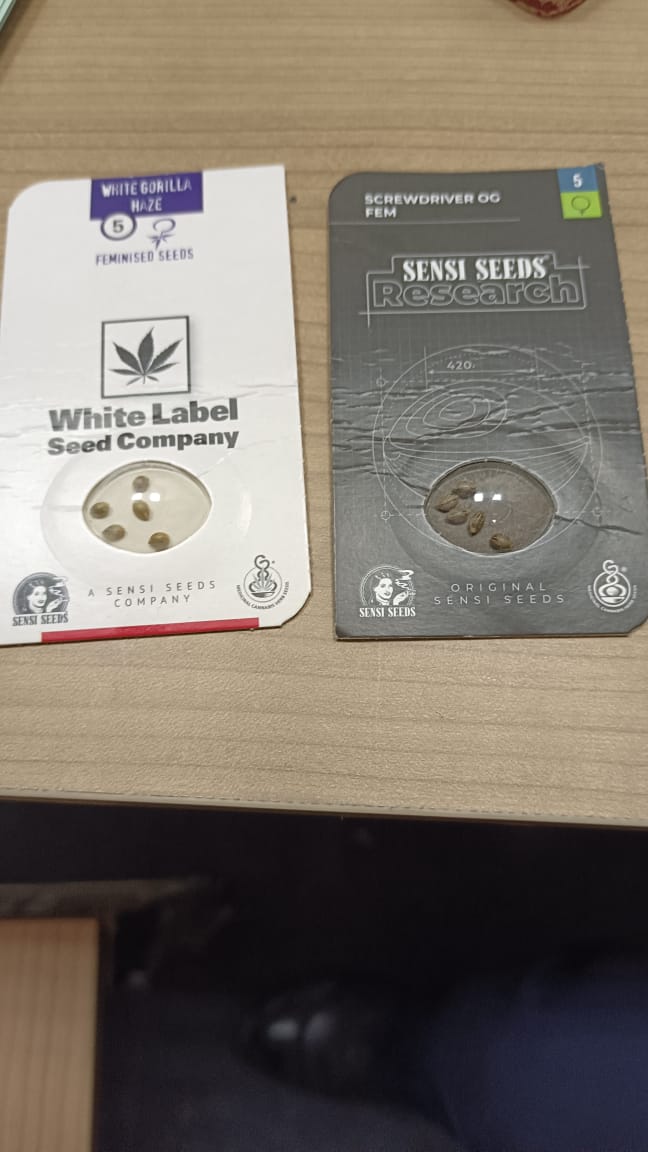 WHITE GORILLA
HAZE
5
FEMINISED SEEDS
White Label
Seed Company
SENSI SEEDS
A SENSI SEEDS
COMPANY
SCREWDRIVER OG
FEM
5
SENSI SEEDS
Research
420
SENSI SEEDS
ORIGINAL
SENSI SEEDS